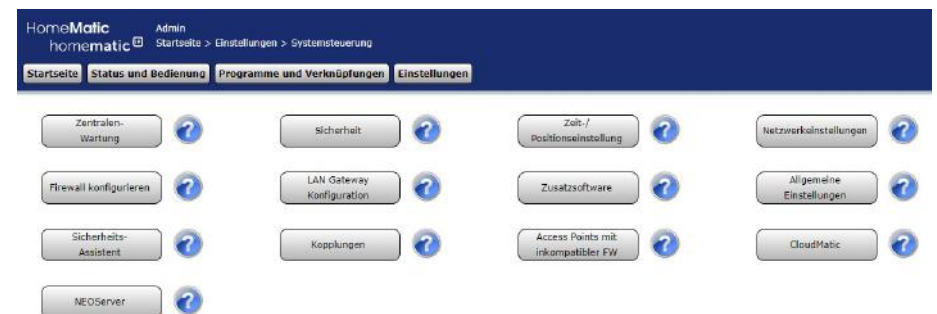 HomeMatic
homematic
Admin
Startseite > Einstellungen > Systemsteuerung
Startseite Status und Bedienung Programme und Verknüpfungen Einstellungen
Zentralen-
Wartung
Sicherheit
Zeit-/
Positionseinstellung
Netzwerkeinstellungen
Firewall konfigurieren
LAN Gateway
Konfiguration
Zusatzsoftware
Allgemeine
Einstellungen
Sicherheits-
Assistent
Kopplungen
Access Points mit
inkompatibler FW
CloudMatic
NEOServer